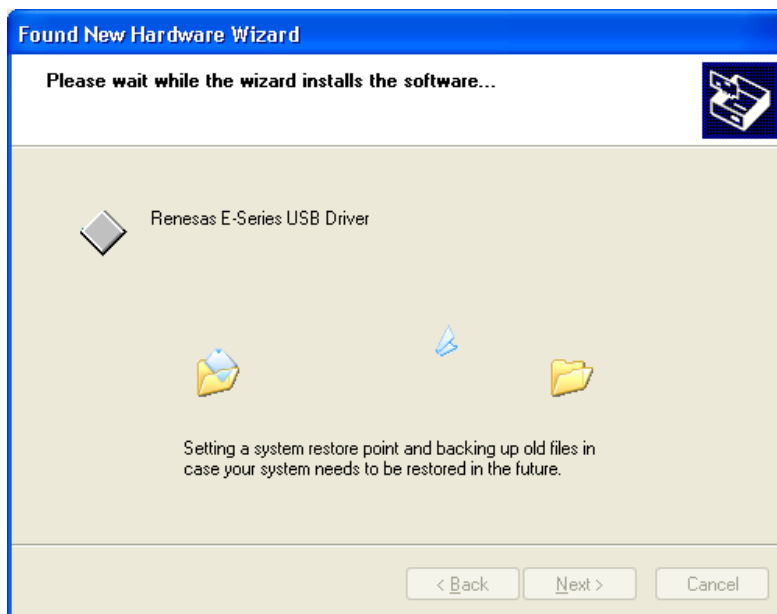 Found New Hardware Wizard
Please wait while the wizard installs the software...
Renesas E-Series USB Driver
Setting a system restore point and backing up old files in
case your system needs to be restored in the future.
< Back
Next >
Cancel